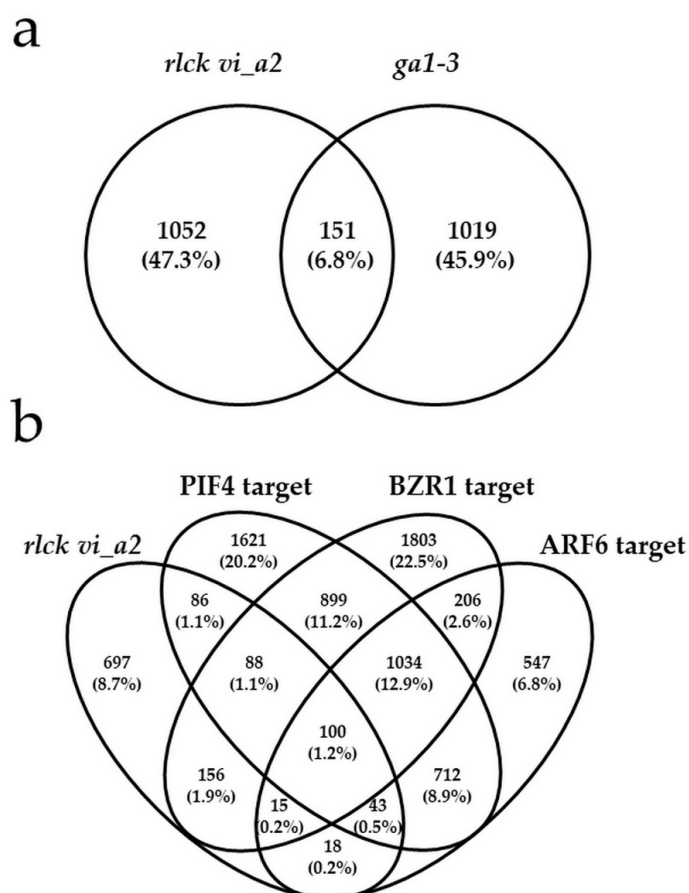 a
rlck vi_a2 ga1-3
1052 151 1019
(47.3%) (6.8%) (45.9%)
b
PIF4 target BZR1 target
rlck vi_a2 ARF6 target
1621 1803
(20.2%) (22.5%)
86 899 206
(1.1%) (11.2%) (2.6%)
697 88 1034 547
(8.7%) (1.1%) (12.9%) (6.8%)
100
(1.2%)
156 712
(1.9%) (8.9%)
15 43
(0.2%) (0.5%)
18
(0.2%)